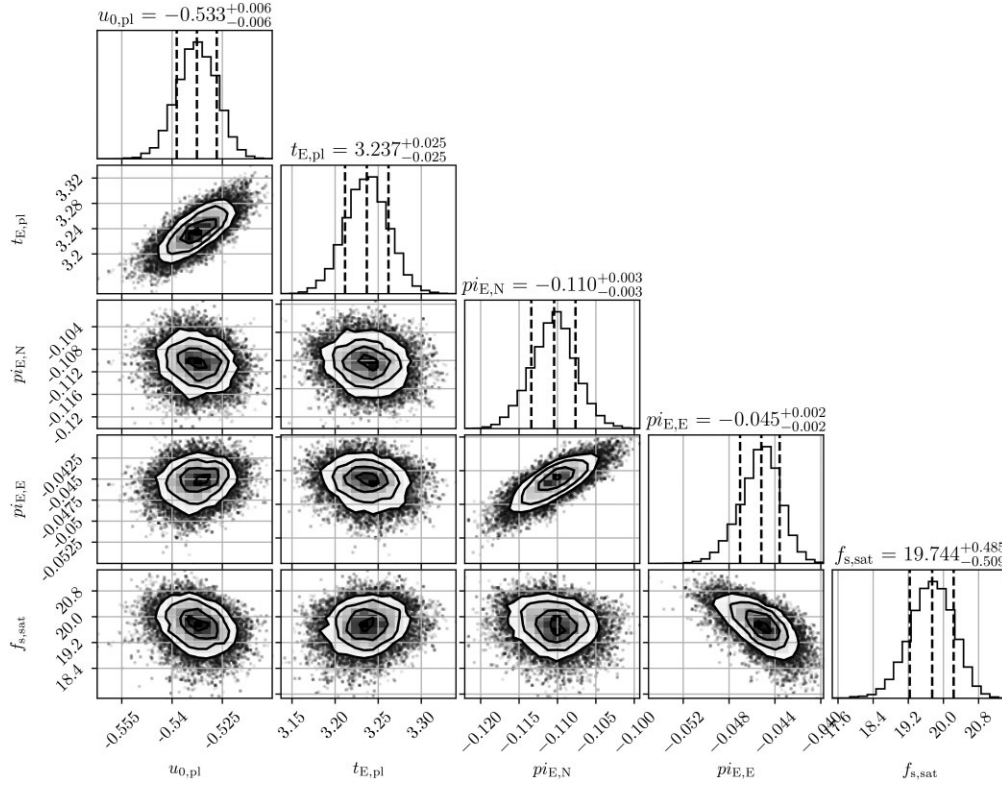 u_{0,pl} = −0.533^{+0.006}_{−0.006}
t_{E,pl} = 3.237^{+0.025}_{−0.025}
3.32
3.28
3.24
3.2
t_{E,pl}
pi_{E,N} = −0.110^{+0.003}_{−0.003}
-0.104
-0.108
-0.112
-0.116
-0.12
pi_{E,N}
pi_{E,E} = −0.045^{+0.002}_{−0.002}
-0.0425
-0.045
-0.0475
-0.05
-0.0525
pi_{E,E}
f_{s,sat} = 19.744^{+0.485}_{−0.509}
20.8
20.0
19.2
18.4
f_{s,sat}
-0.555 -0.54 -0.525
3.15 3.20 3.25 3.30
−0.120 −0.115 −0.110 −0.105 −0.100
−0.052 −0.048 −0.044 −0.040
17.6 18.4 19.2 20.0 20.8
u_{0,pl} t_{E,pl} pi_{E,N} pi_{E,E} f_{s,sat}